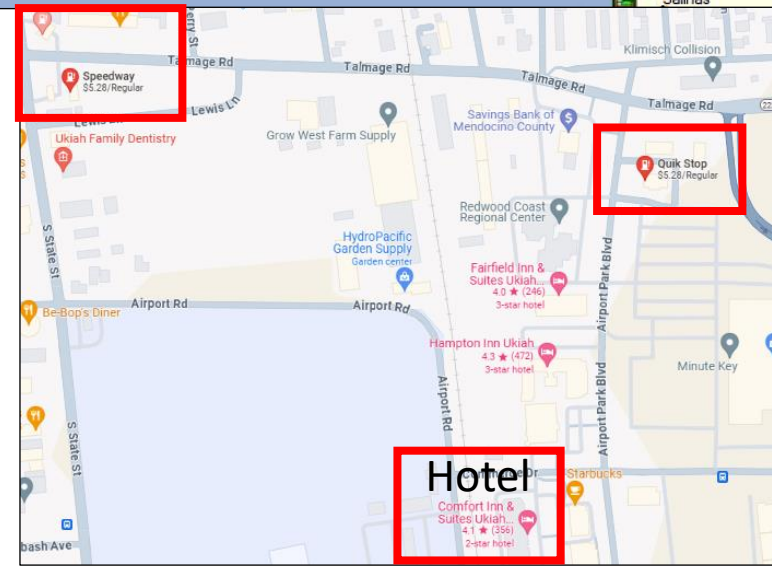 Salinas
Klimisch Collision
Talmage Rd
Talmage Rd
Talmage Rd
Talmage Rd
Speedway
$5.28/Regular
Lewis Ln
Ukiah Family Dentistry
Grow West Farm Supply
Savings Bank of
Mendocino County
Quik Stop
$5.28/Regular
Redwood Coast
Regional Center
S State St
HydroPacific
Garden Supply
Garden center
Fairfield Inn &
Suites Ukiah...
4.0 ★ (246)
3-star hotel
Airport Park Blvd
Be-Bop's Diner
Airport Rd
Airport Rd
Hampton Inn Ukiah
4.3 ★ (472)
3-star hotel
Minute Key
Airport Rd
Airport Park Blvd
S State St
Hotel
Starbucks
Comfort Inn &
Suites Ukiah...
4.1 ★ (356)
2-star hotel
bash Ave